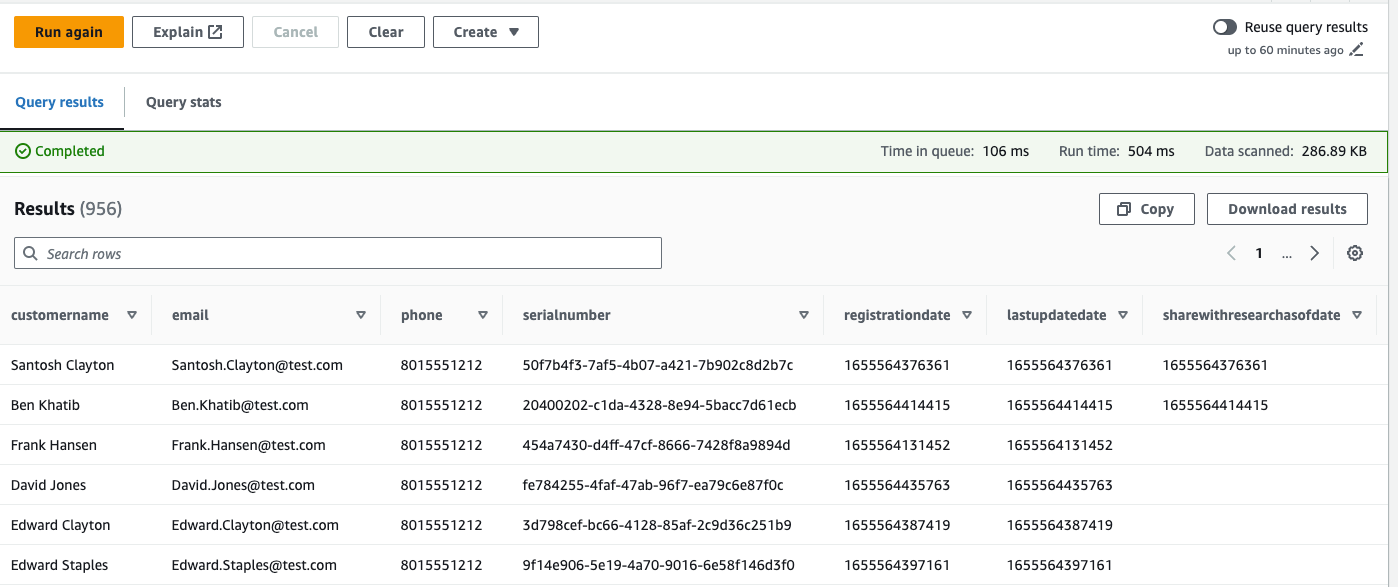 Run again Explain Cancel Clear Create Reuse query results
up to 60 minutes ago
Query results Query stats
Completed Time in queue: 106 ms Run time: 504 ms Data scanned: 286.89 KB
Results (956) Copy Download results
Search rows 1 ...
customername email phone serialnumber registrationdate lastupdatedate sharewithresearchasofdate
Santosh Clayton Santosh.Clayton@test.com 8015551212 50f7b4f3-7af5-4b07-a421-7b902c8d2b7c 1655564376361 1655564376361 1655564376361
Ben Khatib Ben.Khatib@test.com 8015551212 20400202-c1da-4328-8e94-5bacc7d61ecb 1655564414415 1655564414415 1655564414415
Frank Hansen Frank.Hansen@test.com 8015551212 454a7430-d4ff-47cf-8666-7428f8a9894d 1655564131452 1655564131452
David Jones David.Jones@test.com 8015551212 fe784255-4faf-47ab-96f7-ea79c6e87f0c 1655564435763 1655564435763
Edward Clayton Edward.Clayton@test.com 8015551212 3d798cef-bc66-4128-85af-2c9d36c251b9 1655564387419 1655564387419
Edward Staples Edward.Staples@test.com 8015551212 9f14e906-5e19-4a70-9016-6e58f146d3f0 1655564397161 1655564397161